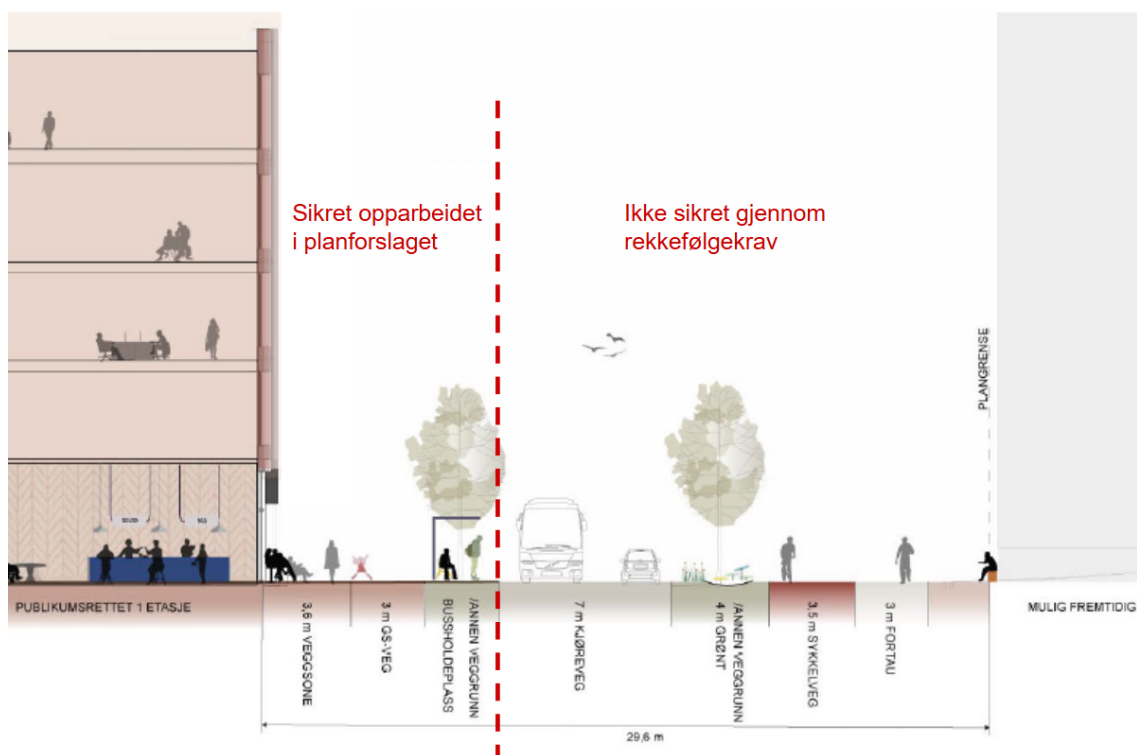 Sikret opparbeidet
i planforslaget
Ikke sikret gjennom
rekkefølgekrav
PLANGRENSE
PUBLIKUMSRETTET 1 ETASJE
3,6 m VEGGSONE
3 m GS-VEG
BUSSHOLDEPLASS
/ANNEN VEGGRUNN
7 m KJØREVEG
4 m GRØNT
/ANNEN VEGGRUNN
3,5 m SYKKELVEG
3 m FORTAU
MULIG FREMTIDIG
29,6 m